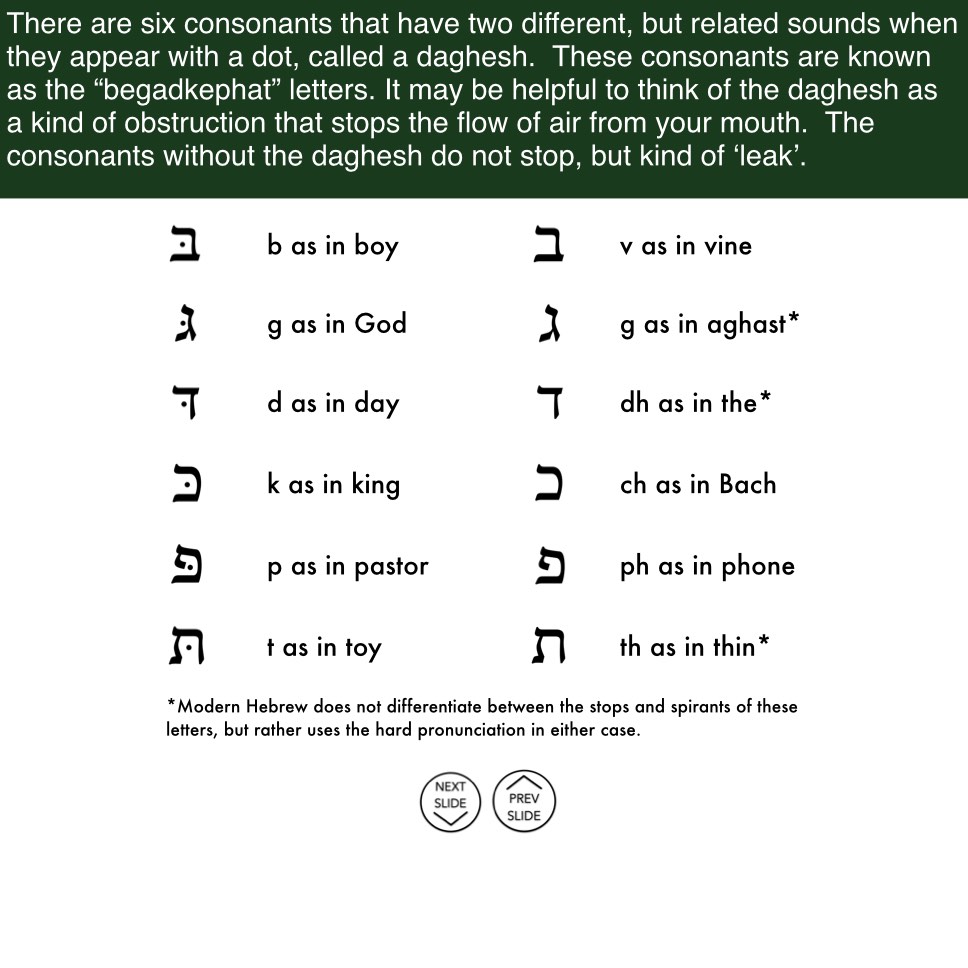 There are six consonants that have two different, but related sounds when
they appear with a dot, called a daghesh.  These consonants are known
as the “begadkephat” letters. It may be helpful to think of the daghesh as
a kind of obstruction that stops the flow of air from your mouth.  The
consonants without the daghesh do not stop, but kind of ‘leak’.
בּ b as in boy ב v as in vine
גּ g as in God ג g as in aghast*
דּ d as in day ד dh as in the*
כּ k as in king כ ch as in Bach
פּ p as in pastor פ ph as in phone
תּ t as in toy ת th as in thin*
*Modern Hebrew does not differentiate between the stops and spirants of these
letters, but rather uses the hard pronunciation in either case.
NEXT
SLIDE
PREV
SLIDE